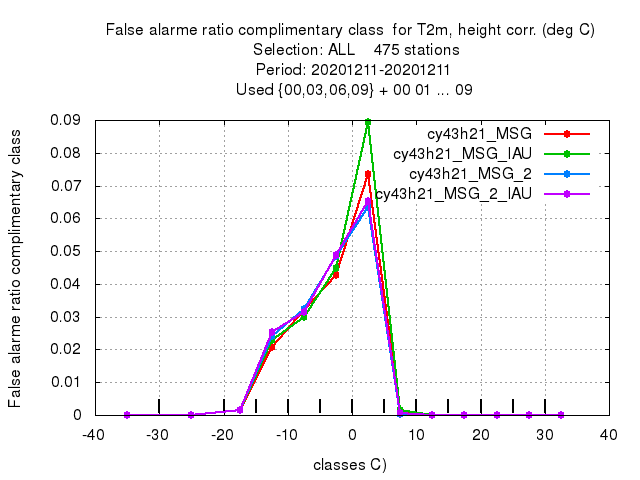 False alarme ratio complimentary class  for T2m, height corr. (deg C)
Selection: ALL    475 stations
Period: 20201211-20201211
Used {00,03,06,09} + 00 01 ... 09
False alarme ratio complimentary class
0.09
0.08
0.07
0.06
0.05
0.04
0.03
0.02
0.01
0
cy43h21_MSG
cy43h21_MSG_IAU
cy43h21_MSG_2
cy43h21_MSG_2_IAU
-40 -30 -20 -10 0 10 20 30 40
classes C)